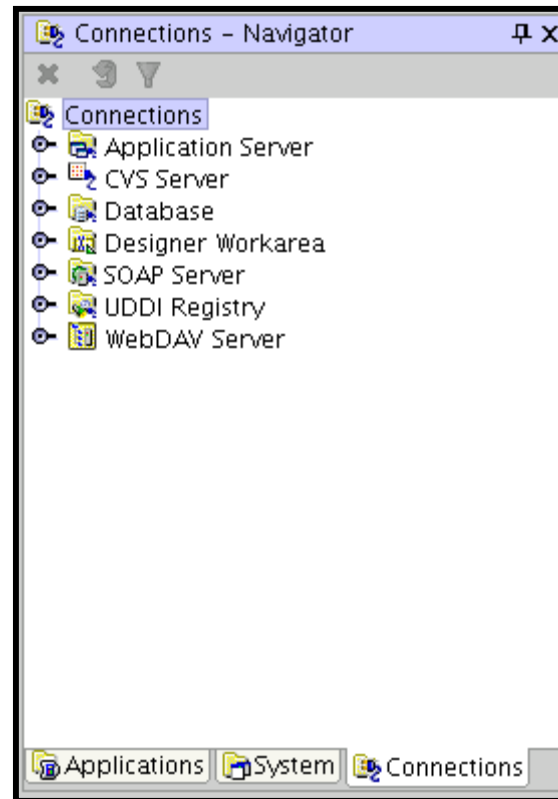 Connections - Navigator
Connections
Application Server
CVS Server
Database
Designer Workarea
SOAP Server
UDDI Registry
WebDAV Server
Applications System Connections